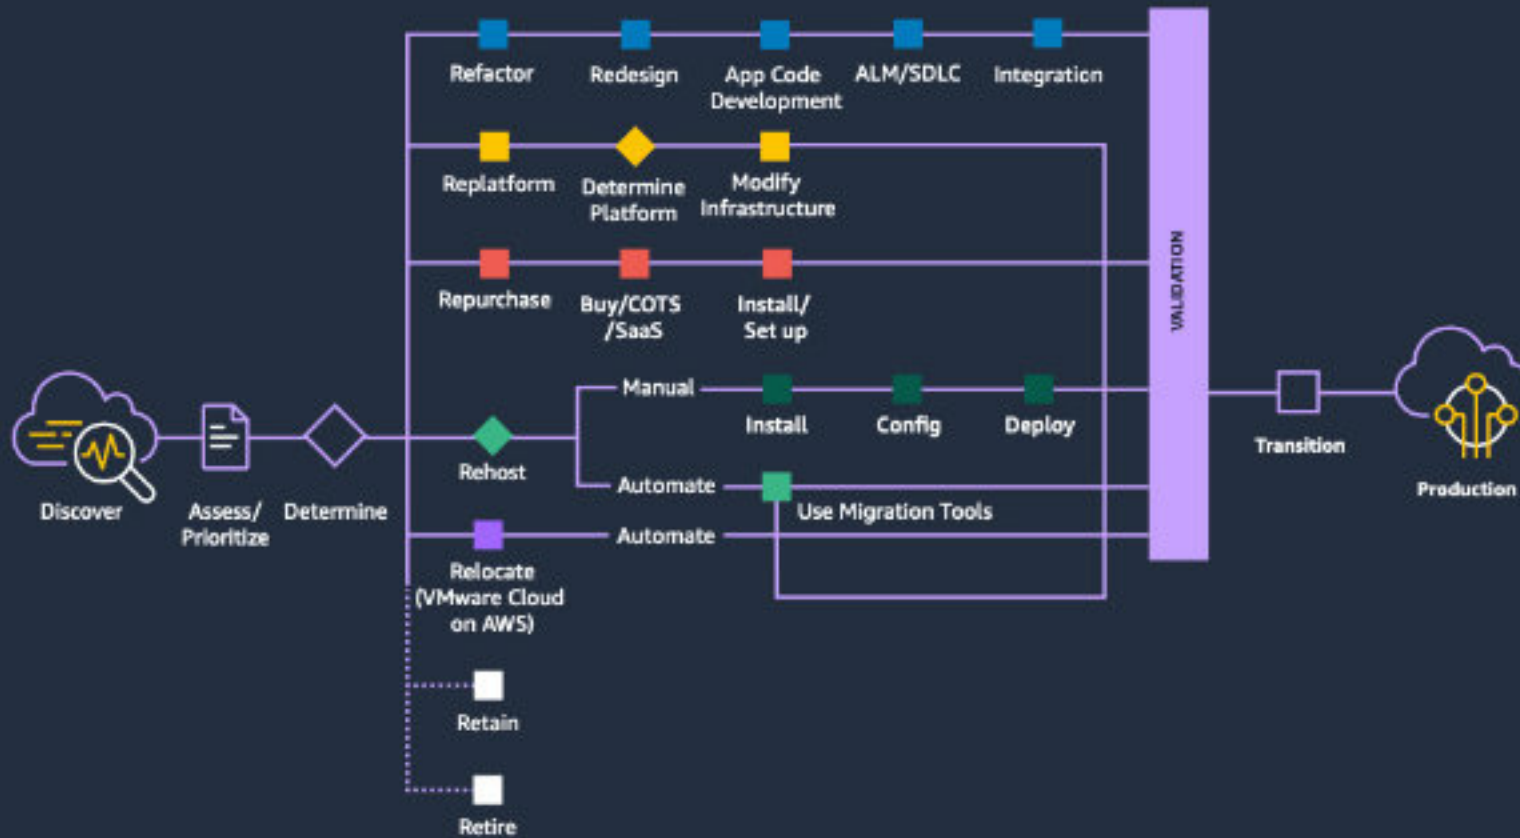 Refactor
Redesign
App Code
Development
ALM/SDLC
Integration
Replatform
Determine
Platform
Modify
Infrastructure
Repurchase
Buy/COTS
/SaaS
Install/
Set up
VALIDATION
Manual
Install
Config
Deploy
Discover
Assess/
Prioritize
Determine
Rehost
Automate
Use Migration Tools
Transition
Production
Automate
Relocate
(VMware Cloud
on AWS)
Retain
Retire